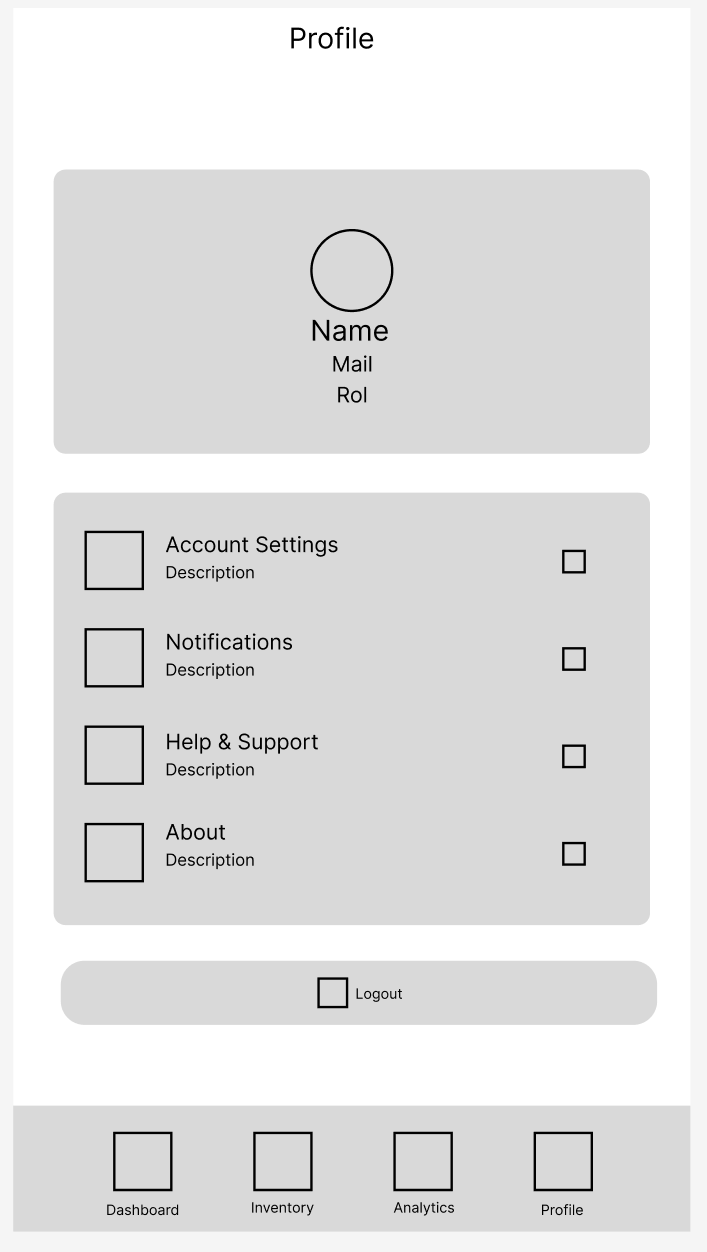 Profile
Name
Mail
Rol
Account Settings
Description
Notifications
Description
Help & Support
Description
About
Description
Logout
Dashboard
Inventory
Analytics
Profile